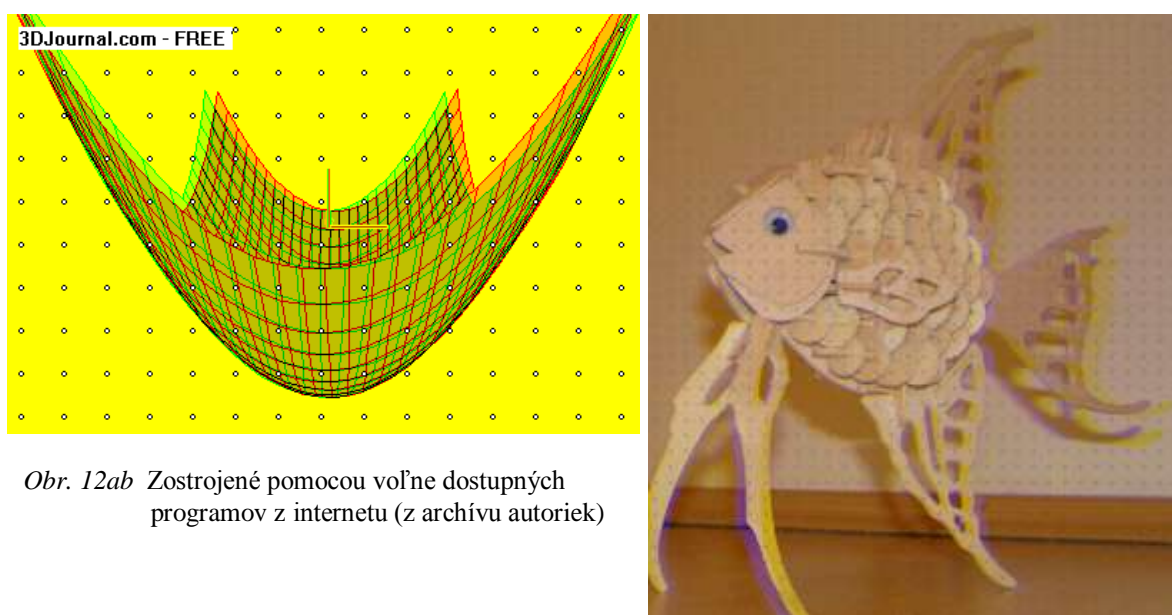 3DJournal.com - FREE
Obr. 12ab Zostrojené pomocou voľne dostupných
programov z internetu (z archívu autoriek)